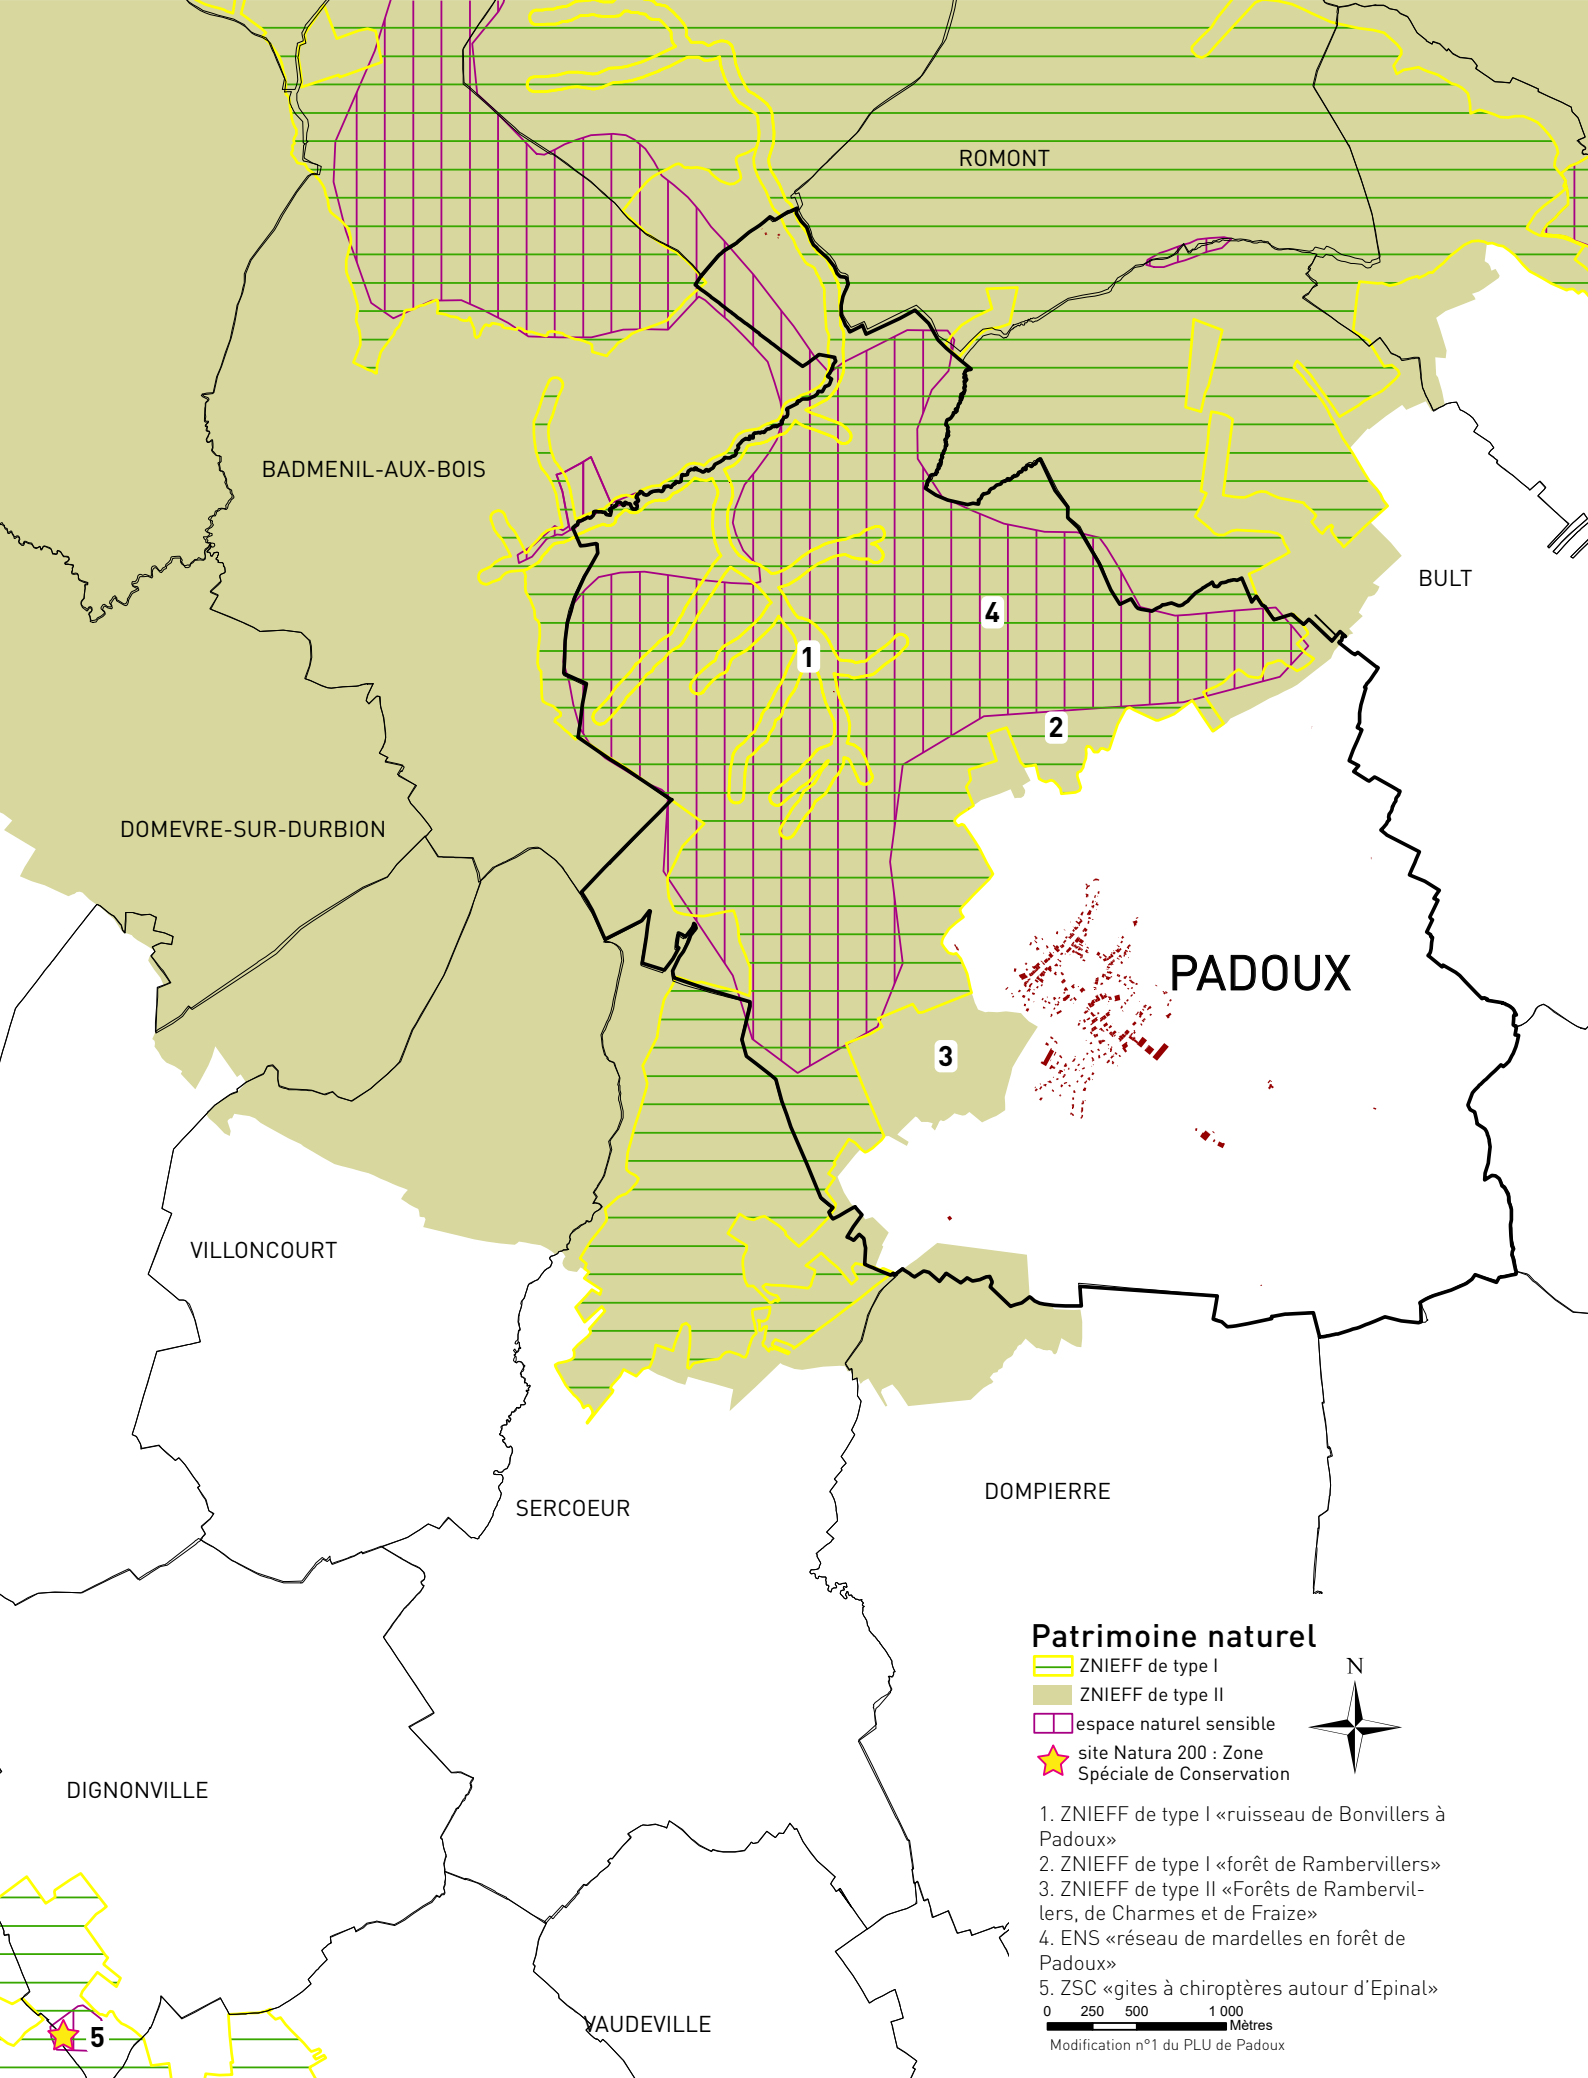 ROMONT
BADMENIL-AUX-BOIS
BULT
4
1
2
DOMEVRE-SUR-DURBION
PADOUX
3
VILLONCOURT
DOMPIERRE
SERCOEUR
DIGNONVILLE
VAUDEVILLE
5
Patrimoine naturel
ZNIEFF de type I
ZNIEFF de type II
espace naturel sensible
site Natura 200 : Zone
Spéciale de Conservation
N
1. ZNIEFF de type I «ruisseau de Bonvillers à
Padoux»
2. ZNIEFF de type I «forêt de Rambervillers»
3. ZNIEFF de type II «Forêts de Rambervil-
lers, de Charmes et de Fraize»
4. ENS «réseau de mardelles en forêt de
Padoux»
5. ZSC «gites à chiroptères autour d'Epinal»
0 250 500 1 000
Mètres
Modification n°1 du PLU de Padoux